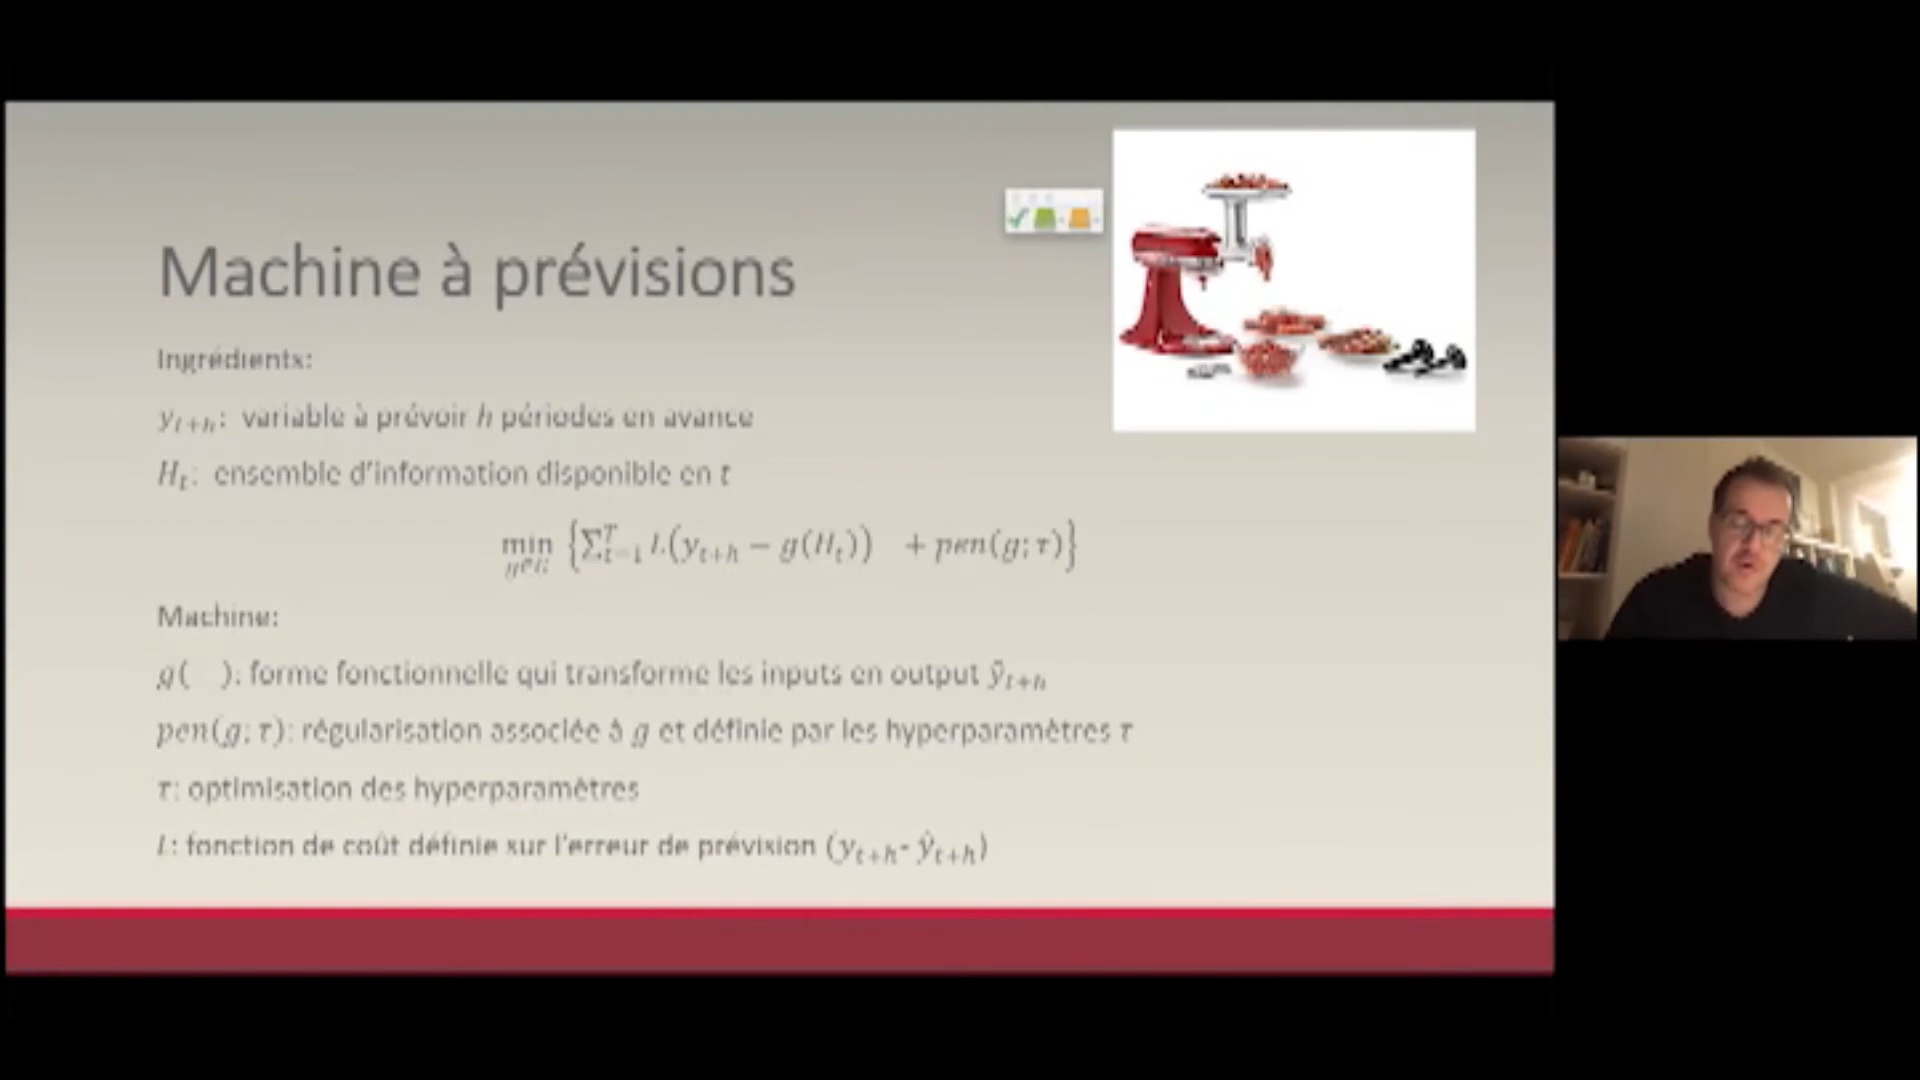 Machine à prévisions
Ingrédients:
y_{t+h}: variable à prévoir h périodes en avance
H_t: ensemble d'information disponible en t
min_{g∈G} {∑_{t=1}^{T} L(y_{t+h} − g(H_t)) + pen(g;τ)}
Machine:
g( ): forme fonctionnelle qui transforme les inputs en output ŷ_{t+h}
pen(g;τ): régularisation associée à g et définie par les hyperparamètres τ
τ: optimisation des hyperparamètres
L: fonction de coût définie sur l'erreur de prévision (y_{t+h}- ŷ_{t+h})